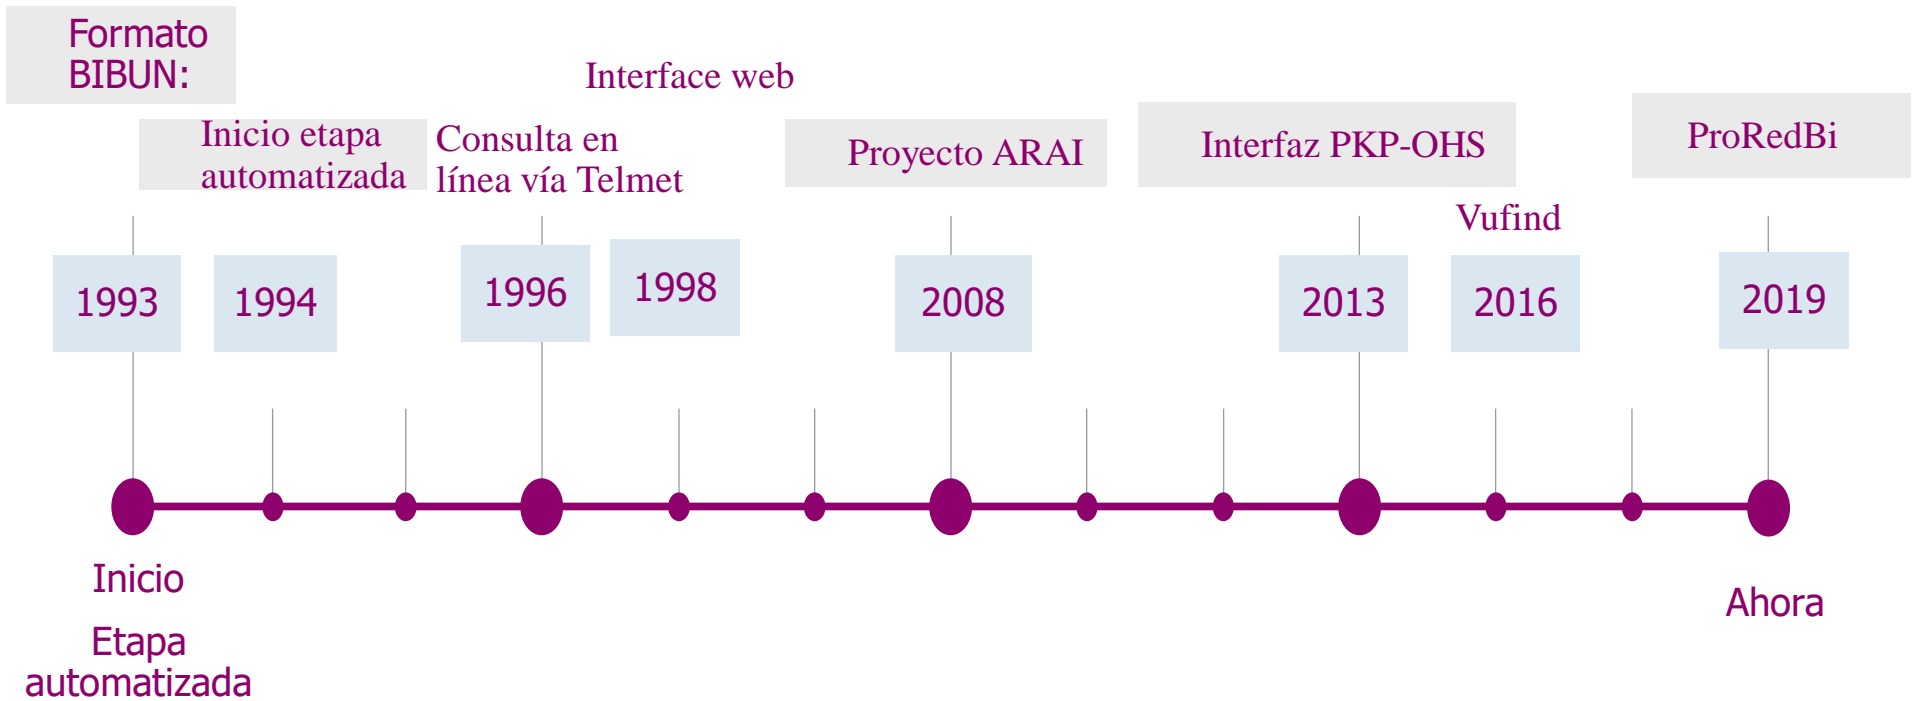 Formato
BIBUN:
Interface web
Inicio etapa
automatizada
Consulta en
línea vía Telmet
Proyecto ARAI
Interfaz PKP-OHS
ProRedBi
Vufind
1993
1994
1996
1998
2008
2013
2016
2019
Inicio
Etapa
automatizada
Ahora